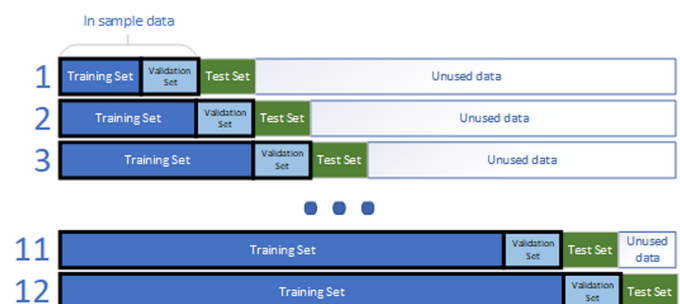 In sample data
1 Training Set Validation Set Test Set Unused data
2 Training Set Validation Set Test Set Unused data
3 Training Set Validation Set Test Set Unused data
11 Training Set Validation Set Test Set Unused data
12 Training Set Validation Set Test Set